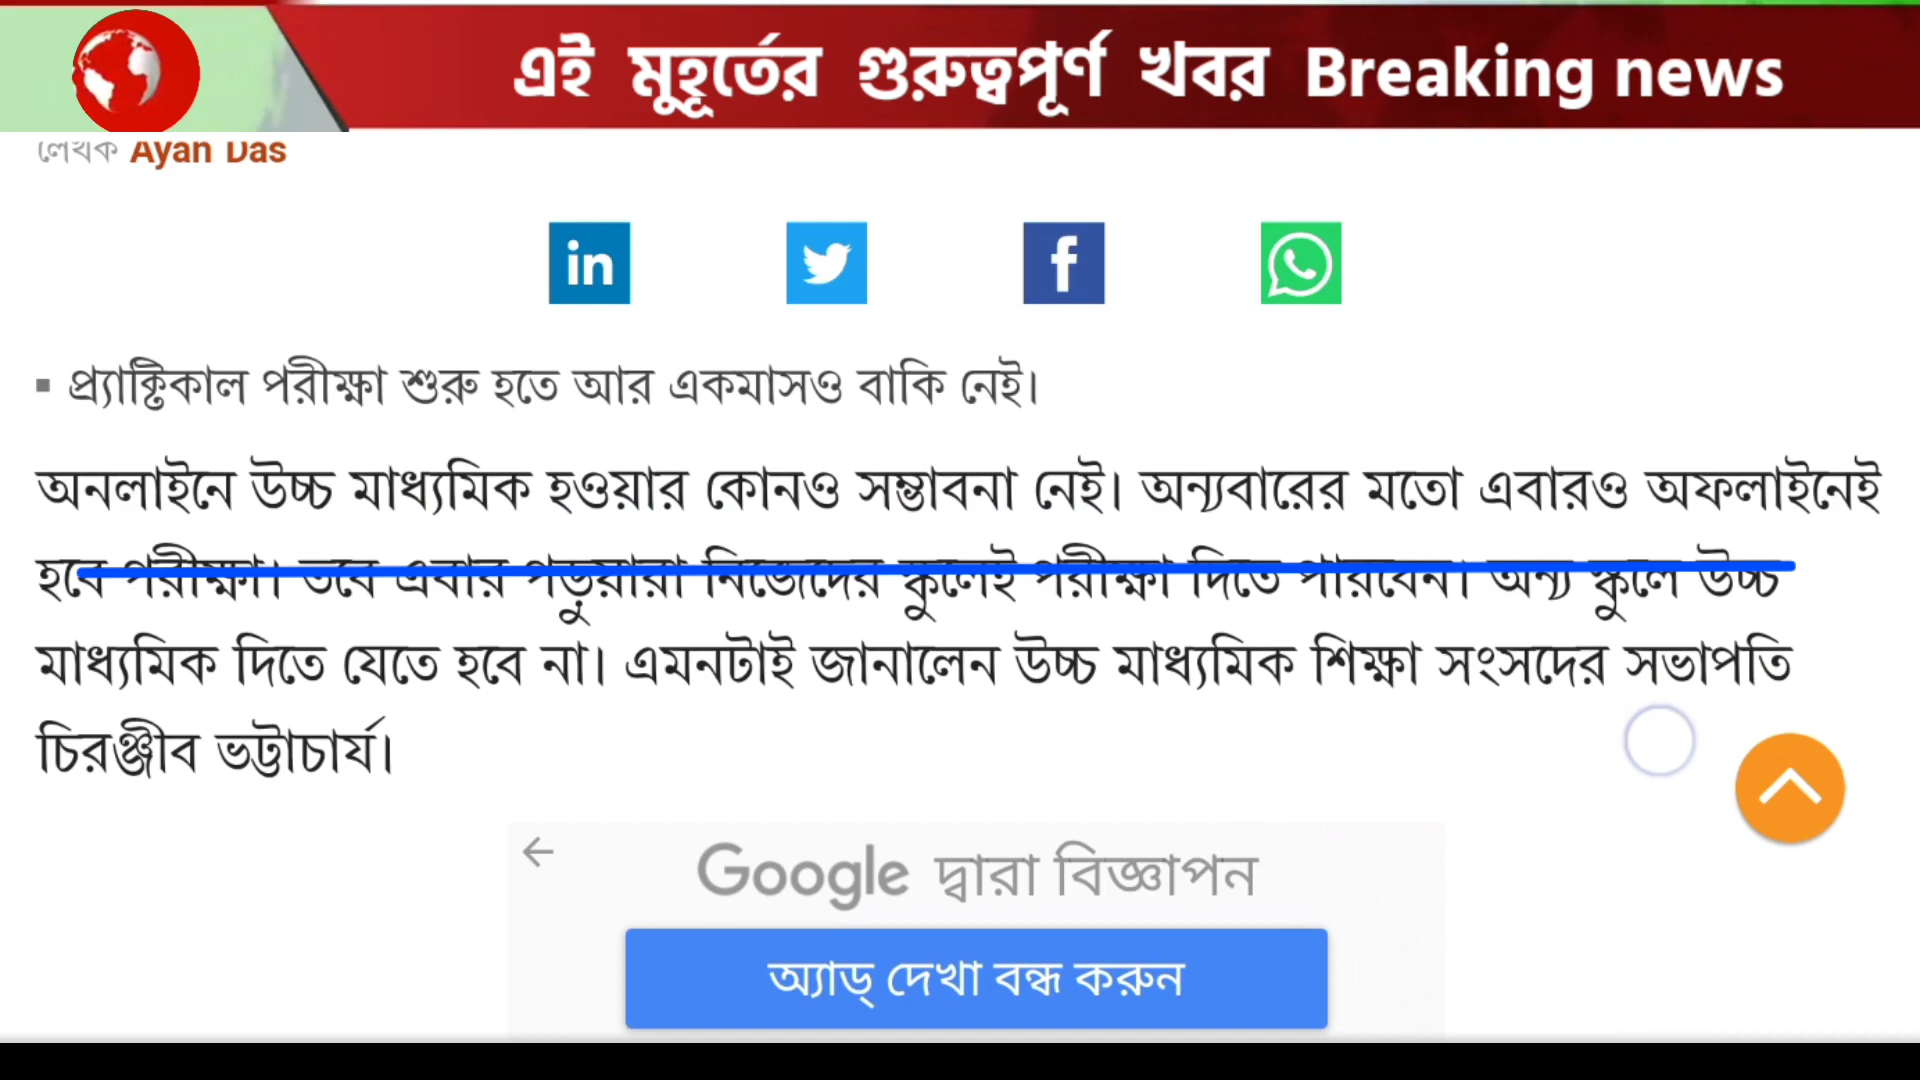 এই মুহূর্তের গুরুত্বপূর্ণ খবর Breaking news
লেখক Ayan Das
in
f
▪ প্র্যাক্টিকাল পরীক্ষা শুরু হতে আর একমাসও বাকি নেই।
অনলাইনে উচ্চ মাধ্যমিক হওয়ার কোনও সম্ভাবনা নেই। অন্যবারের মতো এবারও অফলাইনেই
হবে পরীক্ষা। তবে এবার পড়ুয়ারা নিজেদের স্কুলেই পরীক্ষা দিতে পারবেন। অন্য স্কুলে উচ্চ
মাধ্যমিক দিতে যেতে হবে না। এমনটাই জানালেন উচ্চ মাধ্যমিক শিক্ষা সংসদের সভাপতি
চিরঞ্জীব ভট্টাচার্য।
Google দ্বারা বিজ্ঞাপন
অ্যাড্ দেখা বন্ধ করুন